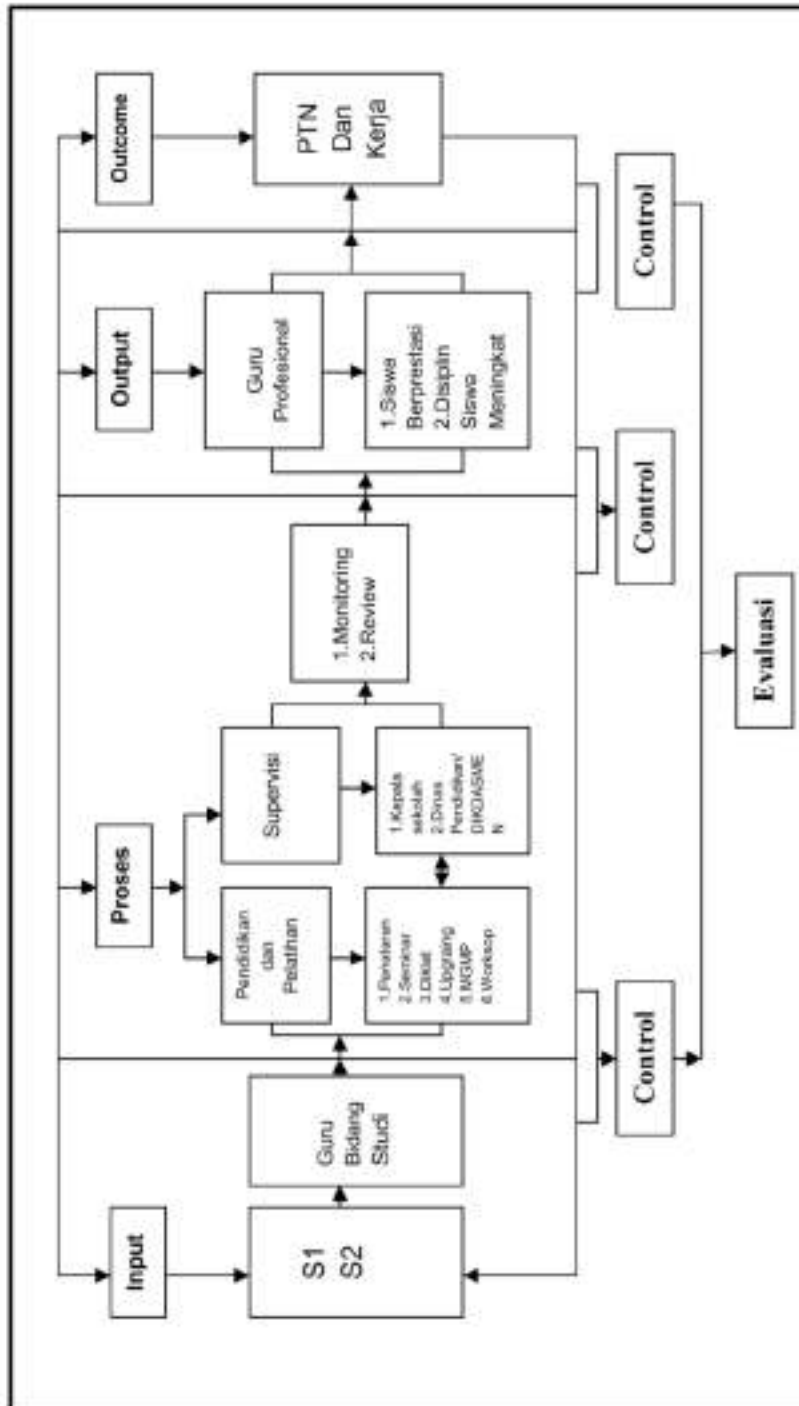 Input
Proses
Output
Outcome
S1
S2
Guru
Bidang
Studi
Pendidikan
dan
Pelatihan
1.Penataran
2.Seminar
3.Diklat
4.Upgraing
5.MGMP
6.Worksop
Supervisi
1.Kepala
sekolah
2.Dinas
Pendidikan/
DIKDASME
N
1.Monitoring
2.Review
Guru
Profesional
1.Siswa
Berprestasi
2.Disiplin
Siswa
Meningkat
PTN
Dan
Kerja
Control
Control
Control
Evaluasi